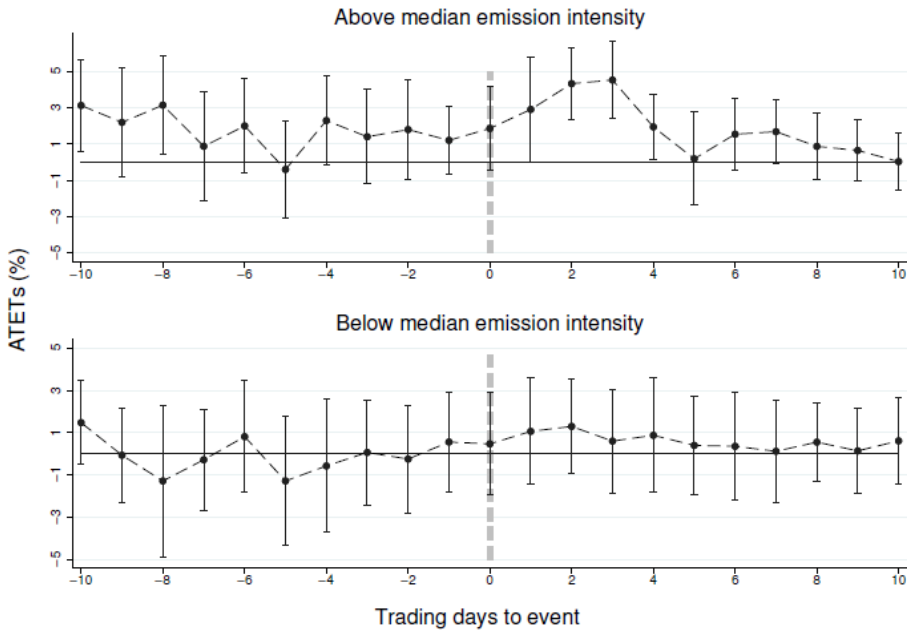 Above median emission intensity
5
3
1
-1
-3
-5
-10 -8 -6 -4 -2 0 2 4 6 8 10
ATETs (%)
Below median emission intensity
5
3
1
-1
-3
-5
-10 -8 -6 -4 -2 0 2 4 6 8 10
Trading days to event